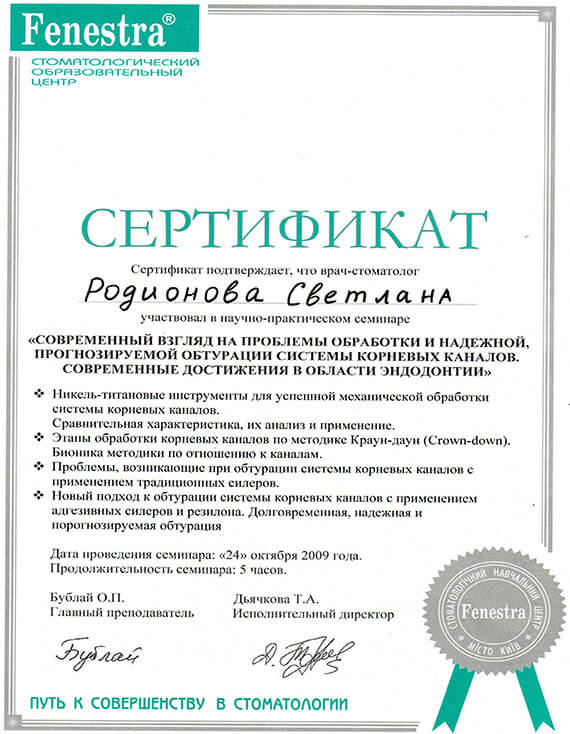 Fenestra®
СТОМАТОЛОГИЧЕСКИЙ
ОБРАЗОВАТЕЛЬНЫЙ
ЦЕНТР
СЕРТИФИКАТ
Сертификат подтверждает, что врач-стоматолог
Родионова Светлана
участвовал в научно-практическом семинаре
«СОВРЕМЕННЫЙ ВЗГЛЯД НА ПРОБЛЕМЫ ОБРАБОТКИ И НАДЕЖНОЙ,
ПРОГНОЗИРУЕМОЙ ОБТУРАЦИИ СИСТЕМЫ КОРНЕВЫХ КАНАЛОВ.
СОВРЕМЕННЫЕ ДОСТИЖЕНИЯ В ОБЛАСТИ ЭНДОДОНТИИ»
❖ Никель-титановые инструменты для успешной механической обработки
системы корневых каналов.
Сравнительная характеристика, их анализ и применение.
❖ Этапы обработки корневых каналов по методике Краун-даун (Crown-down).
Бионика методики по отношению к каналам.
❖ Проблемы, возникающие при обтурации системы корневых каналов с
применением традиционных силеров.
❖ Новый подход к обтурации системы корневых каналов с применением
адгезивных силеров и резилона. Долговременная, надежная и
порогнозируемая обтурация
Дата проведения семинара: «24» октября 2009 года.
Продолжительность семинара: 5 часов.
Бублай О.П.
Главный преподаватель
Дьячкова Т.А.
Исполнительный директор
Бублай
СТОМАТОЛОГІЧНИЙ НАВЧАЛЬНИЙ ЦЕНТР
Fenestra
* МІСТО КИЇВ *
ПУТЬ К СОВЕРШЕНСТВУ В СТОМАТОЛОГИИ